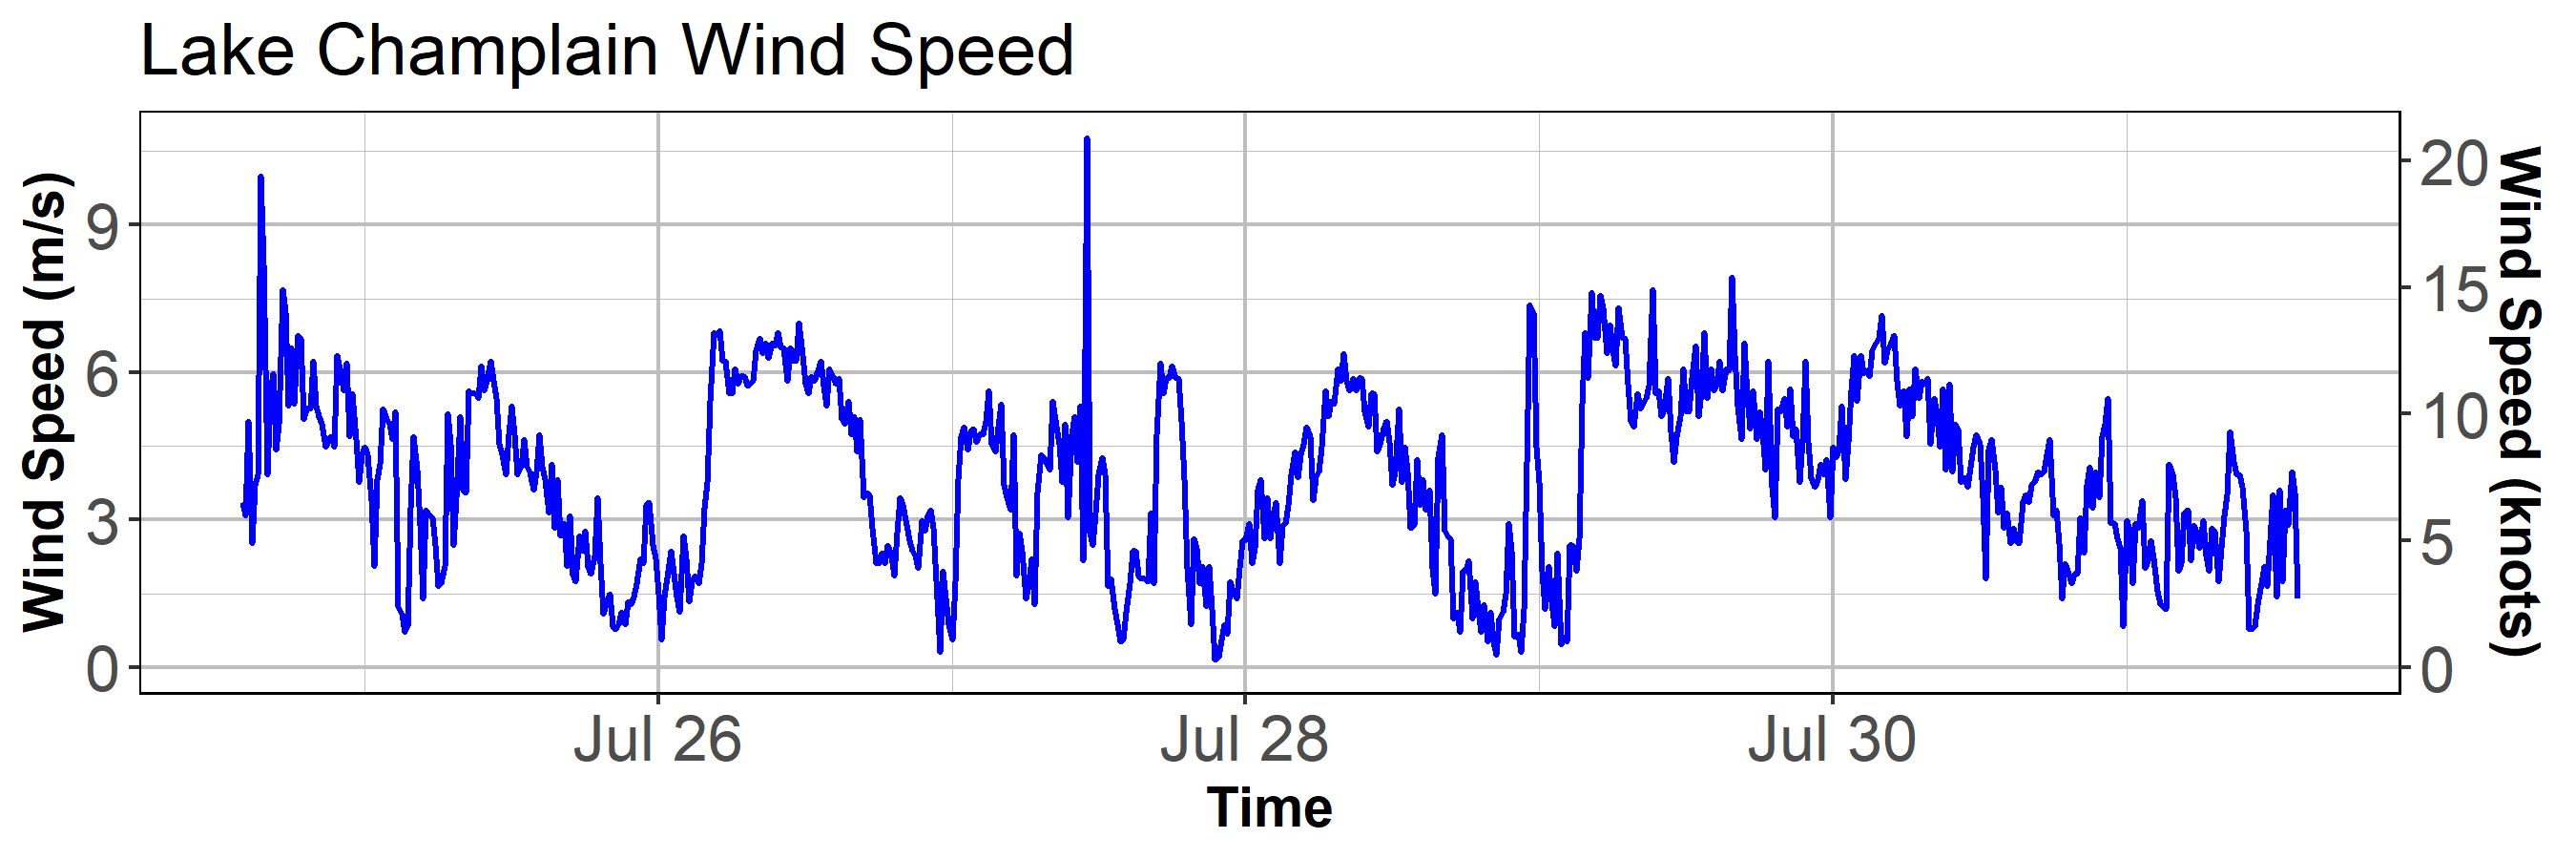 Lake Champlain Wind Speed
Wind Speed (m/s)
9
6
3
0
20
15
10
5
0
Wind Speed (knots)
Jul 26
Jul 28
Jul 30
Time